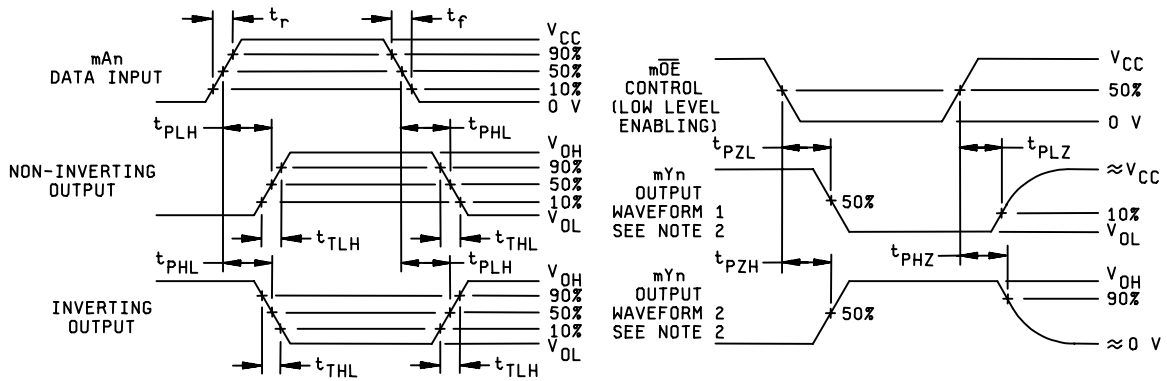 t_r
t_f
mAn
DATA INPUT
V_CC
90%
50%
10%
0 V
t_PLH
t_PHL
NON-INVERTING
OUTPUT
V_OH
90%
50%
10%
V_OL
t_TLH
t_THL
t_PHL
t_PLH
INVERTING
OUTPUT
V_OH
90%
50%
10%
V_OL
t_THL
t_TLH
mO̅E̅
CONTROL
(LOW LEVEL
ENABLING)
V_CC
50%
0 V
t_PZL
t_PLZ
mYn
OUTPUT
WAVEFORM 1
SEE NOTE 2
50%
≈V_CC
10%
V_OL
t_PZH
t_PHZ
mYn
OUTPUT
WAVEFORM 2
SEE NOTE 2
50%
V_OH
90%
≈0 V